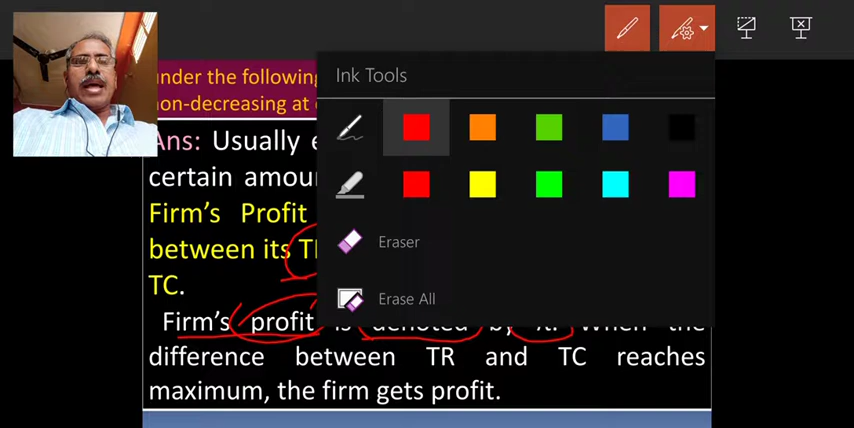 Ink Tools
under the following
non-decreasing at
Ans: Usually
certain amou
Firm's Profit
between its T
TC.
Eraser
Erase All
Firm's profit is denoted by π. When the
difference between TR and TC reaches
maximum, the firm gets profit.